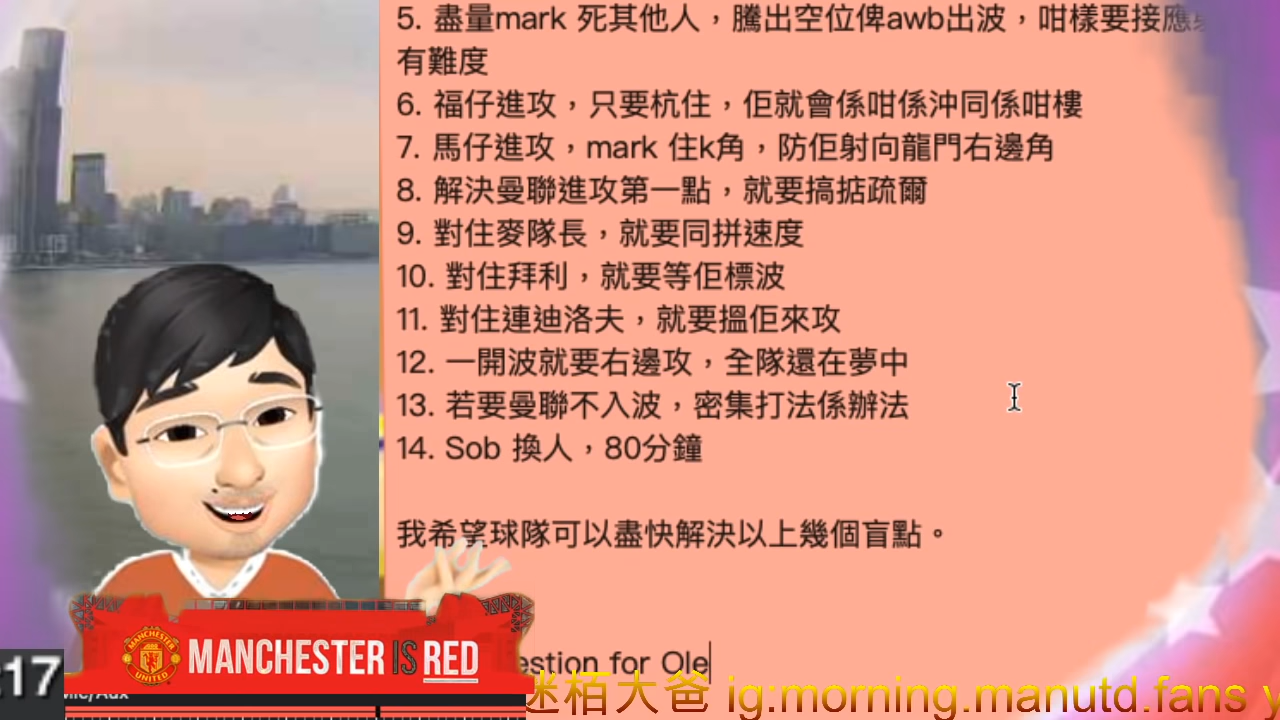 5. 盡量mark 死其他人，騰出空位俾awb出波，咁樣要接應
有難度
6. 福仔進攻，只要杭住，佢就會係咁係沖同係咁樓
7. 馬仔進攻，mark 住k角，防佢射向龍門右邊角
8. 解決曼聯進攻第一點，就要搞掂疏爾
9. 對住麥隊長，就要同拼速度
10. 對住拜利，就要等佢標波
11. 對住連迪洛夫，就要搵佢來攻
12. 一開波就要右邊攻，全隊還在夢中
13. 若要曼聯不入波，密集打法係辦法
14. Sob 換人，80分鐘
我希望球隊可以盡快解決以上幾個盲點。
estion for Ole
MANCHESTER UNITED
MANCHESTER IS RED
:17
Mic/Aux
迷栢大爸 ig:morning.manutd.fans y